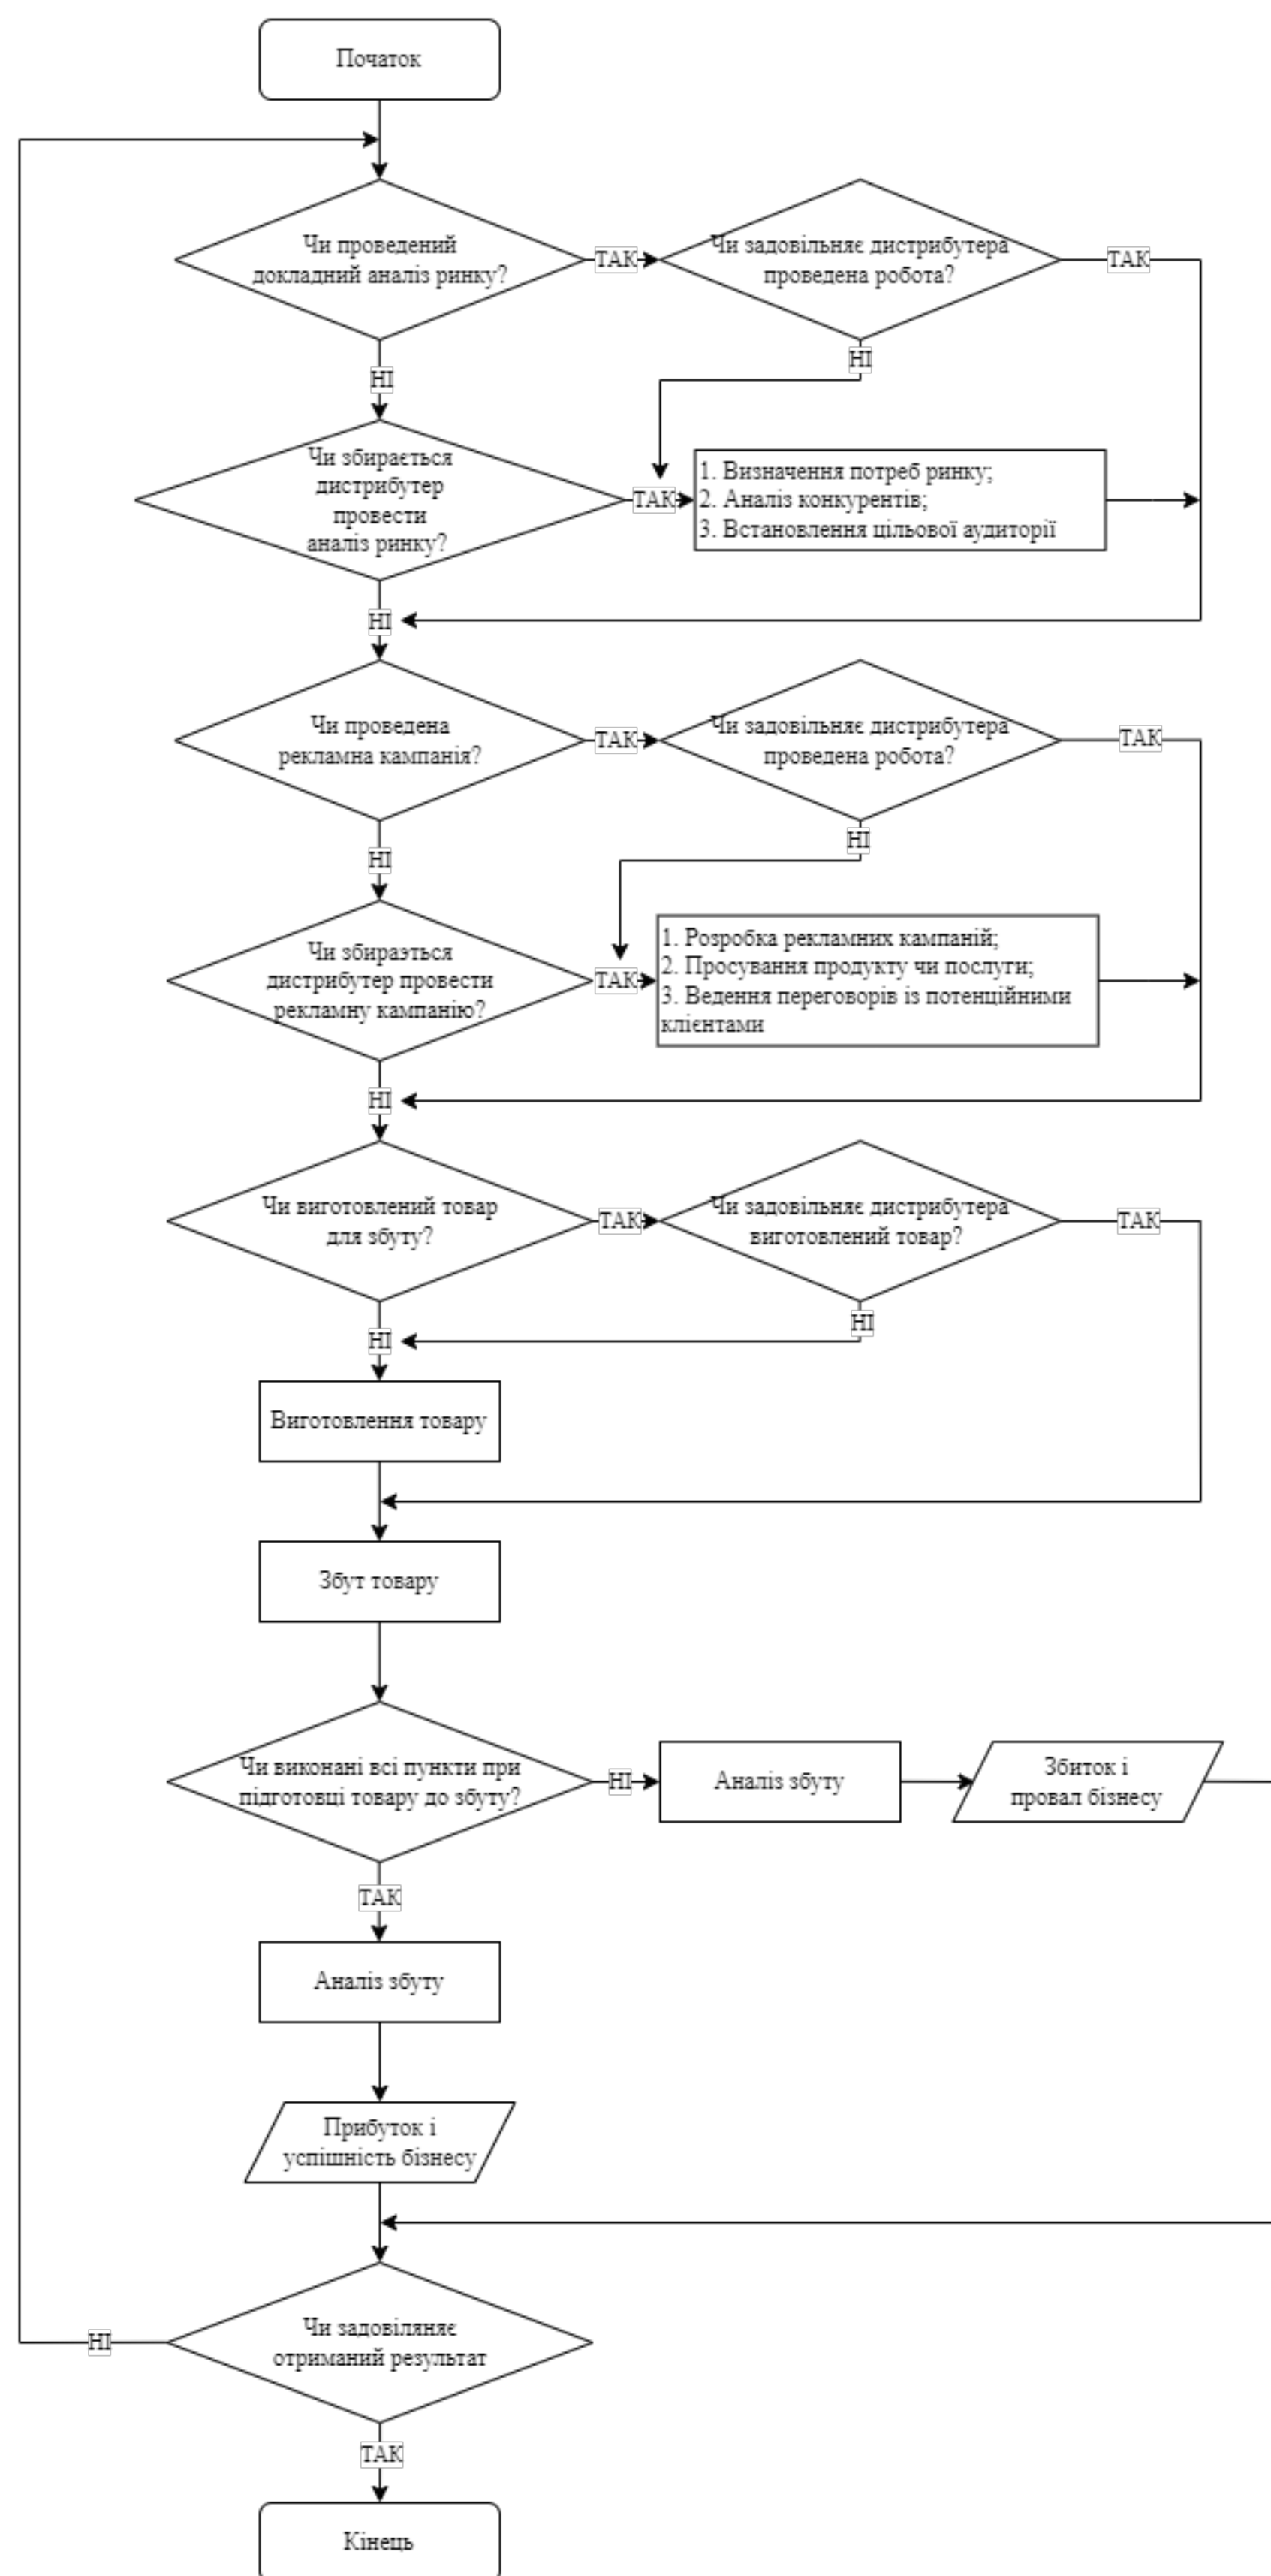 Початок
Чи проведений
докладний аналіз ринку?
ТАК
Чи задовільняє дистрибутера
проведена робота?
ТАК
НІ
НІ
Чи збирається
дистрибутер
провести
аналіз ринку?
ТАК
1. Визначення потреб ринку;
2. Аналіз конкурентів;
3. Встановлення цільової аудиторії
НІ
Чи проведена
рекламна кампанія?
ТАК
Чи задовільняє дистрибутера
проведена робота?
ТАК
НІ
НІ
Чи збираэться
дистрибутер провести
рекламну кампанію?
ТАК
1. Розробка рекламних кампаній;
2. Просування продукту чи послуги;
3. Ведення переговорів із потенційними
клієнтами
НІ
Чи виготовлений товар
для збуту?
ТАК
Чи задовільняє дистрибутера
виготовлений товар?
ТАК
НІ
НІ
Виготовлення товару
Збут товару
Чи виконані всі пункти при
підготовці товару до збуту?
НІ
Аналіз збуту
Збиток і
провал бізнесу
ТАК
Аналіз збуту
Прибуток і
успішність бізнесу
Чи задовіляняє
отриманий результат
НІ
ТАК
Кінець